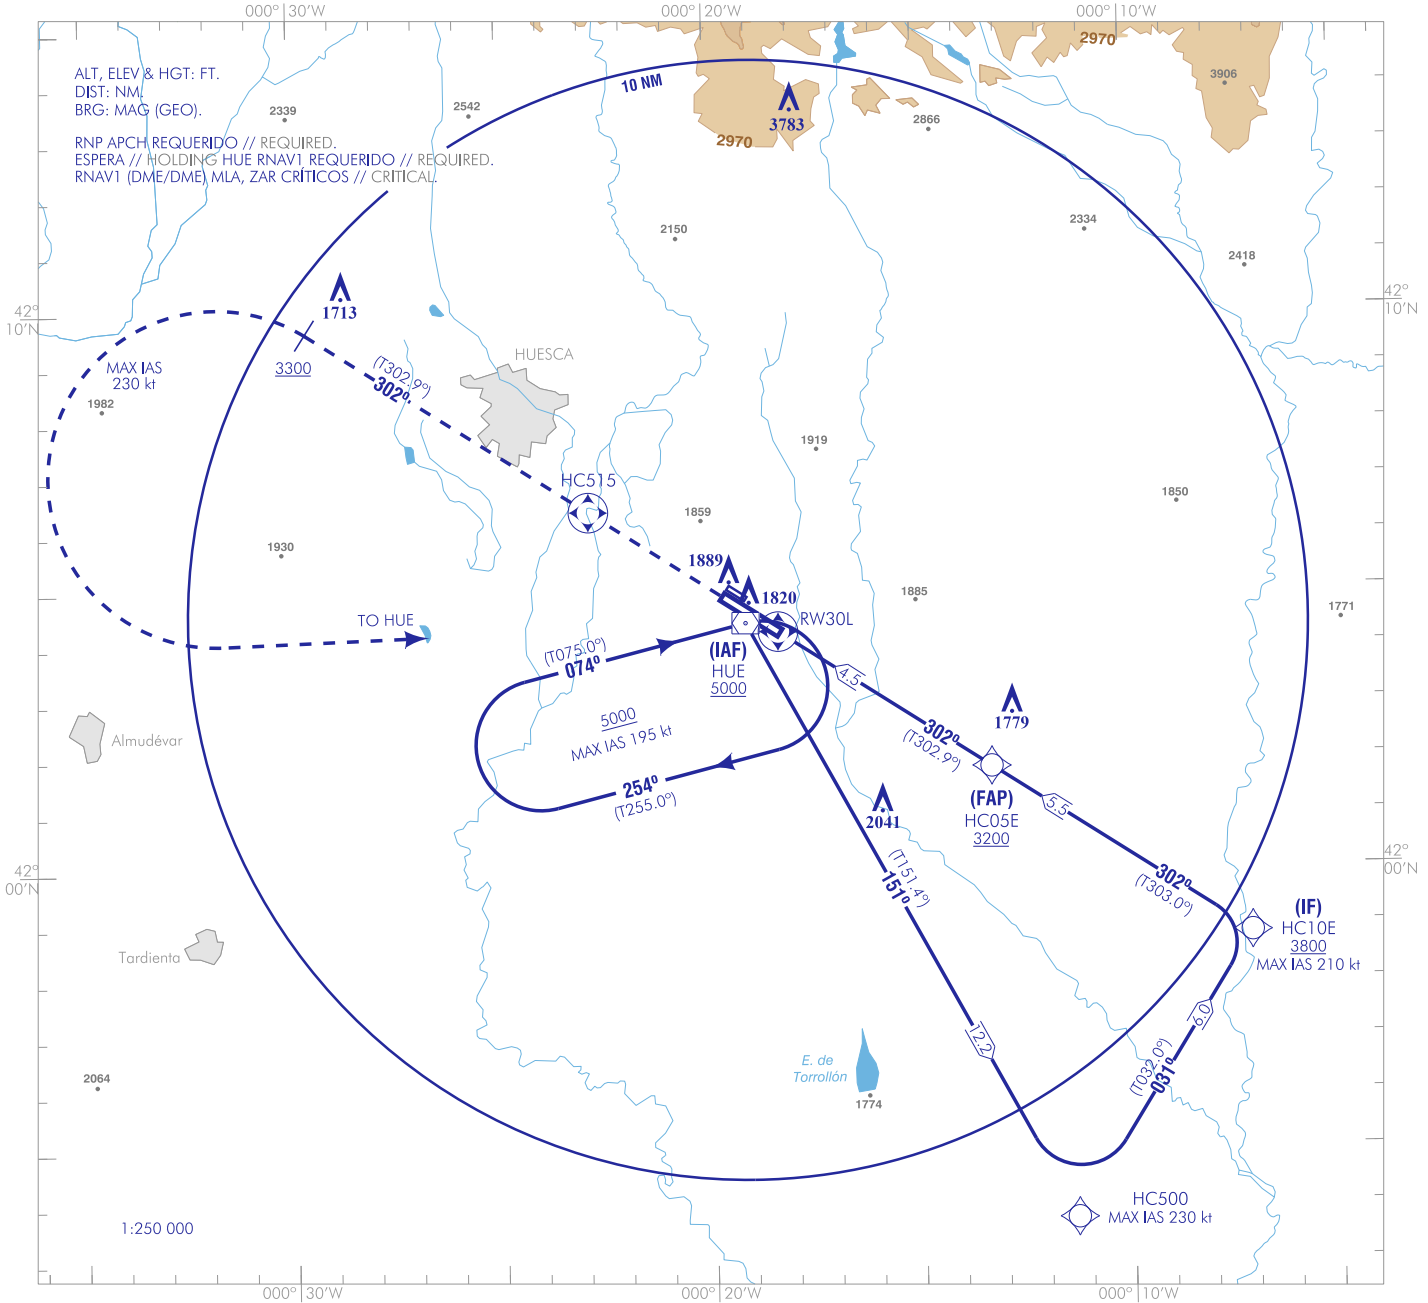 000°30'W
000°20'W
000°10'W
ALT, ELEV & HGT: FT.
DIST: NM.
BRG: MAG (GEO).
RNP APCH REQUERIDO // REQUIRED.
ESPERA // HOLDING HUE RNAV1 REQUERIDO // REQUIRED.
RNAV1 (DME/DME) MLA, ZAR CRÍTICOS // CRITICAL.
2970
3906
10 NM
2339
2542
3783
2866
2970
2150
2334
2418
1713
42°
10'N
42°
10'N
MAX IAS
230 kt
3300
(T302.9°)
302°
HUESCA
1982
1919
HC515
1850
1859
1930
1889
1820
1885
1771
TO HUE
RW30L
(T075.0°)
074°
(IAF)
HUE
5000
4.5
5000
MAX IAS 195 kt
302°
(T302.9°)
1779
Almudévar
254°
(T255.0°)
(FAP)
HC05E
3200
5.5
2041
42°
00'N
42°
00'N
(T151.4°)
151°
302°
(T303.0°)
(IF)
HC10E
3800
MAX IAS 210 kt
Tardienta
6.0
12.2
(T032.0°)
031°
E. de
Torrollón
2064
1774
HC500
MAX IAS 230 kt
1:250 000
000°30'W
000°20'W
000°10'W